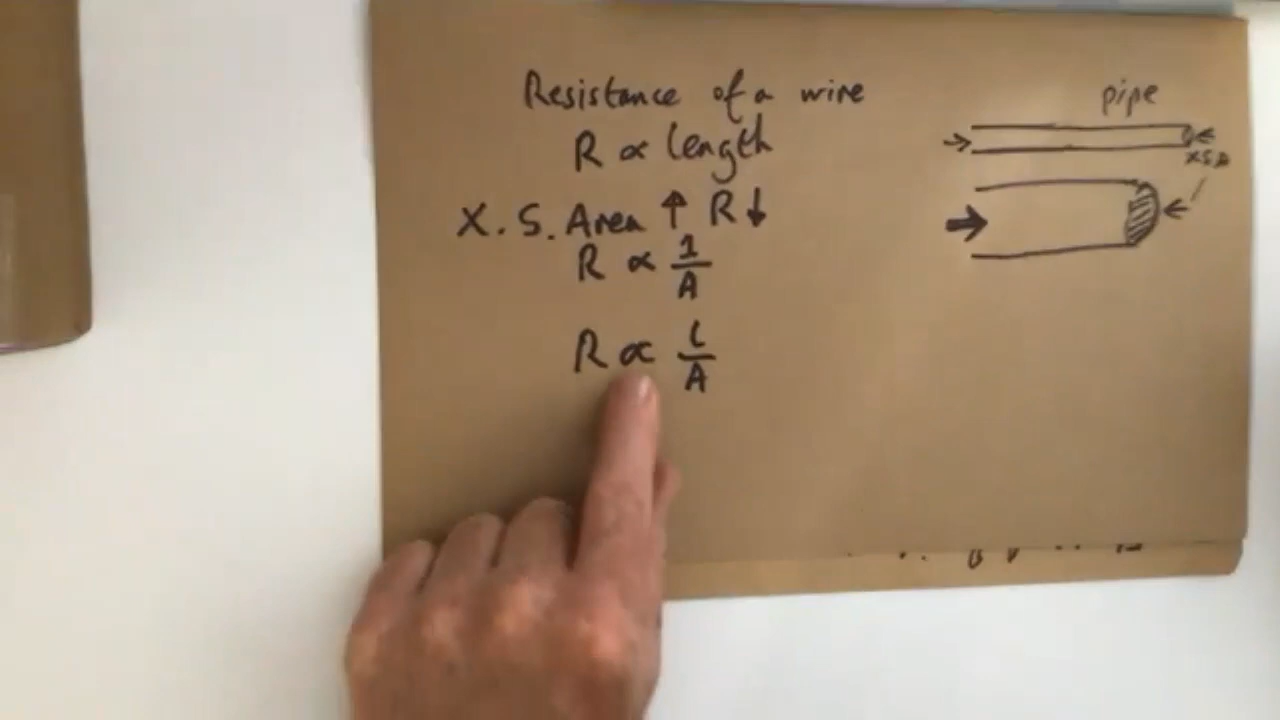 Resistance of a wire
R ∝ length
X.S. Area ↑ R ↓
R ∝ 1/A
R ∝ L/A
pipe
XSA